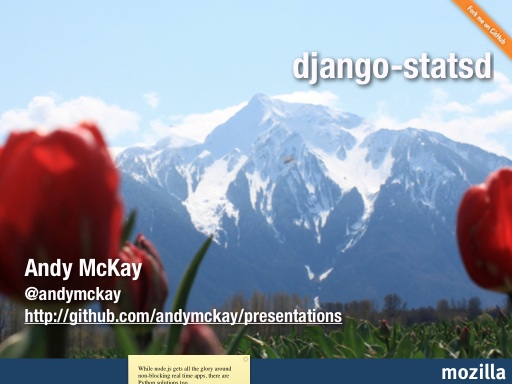 Fork me on GitHub
django-statsd
Andy McKay
@andymckay
http://github.com/andymckay/presentations
mozilla
While node.js gets all the glory around
non-blocking real time apps, there are
Python solutions too